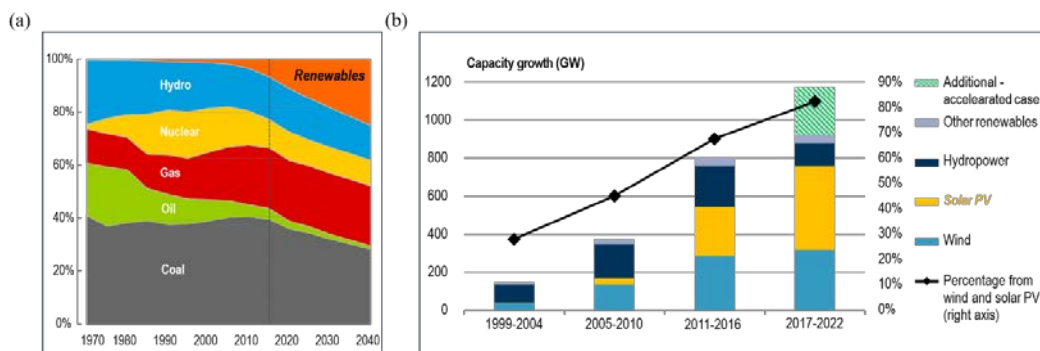 (a)
100%
80%
60%
40%
20%
0%
Renewables
Hydro
Nuclear
Gas
Oil
Coal
1970 1980 1990 2000 2010 2020 2030 2040
(b)
Capacity growth (GW)
1200
1000
800
600
400
200
0
90%
80%
70%
60%
50%
40%
30%
20%
10%
0%
1999-2004 2005-2010 2011-2016 2017-2022
Additional -
accelearated case
Other renewables
Hydropower
Solar PV
Wind
Percentage from
wind and solar PV
(right axis)